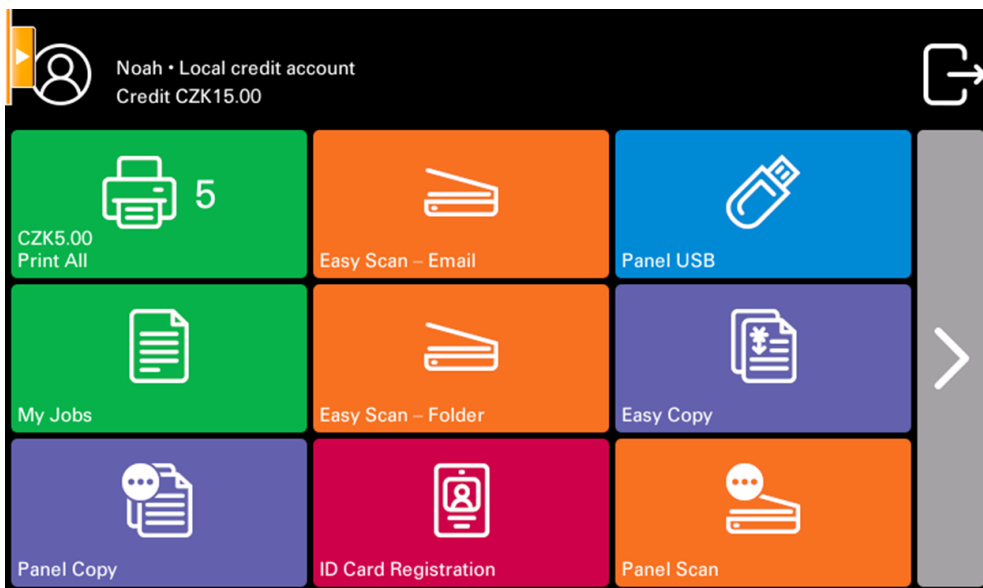 Noah • Local credit account
Credit CZK15.00
5
CZK5.00
Print All
Easy Scan – Email
Panel USB
My Jobs
Easy Scan – Folder
Easy Copy
Panel Copy
ID Card Registration
Panel Scan